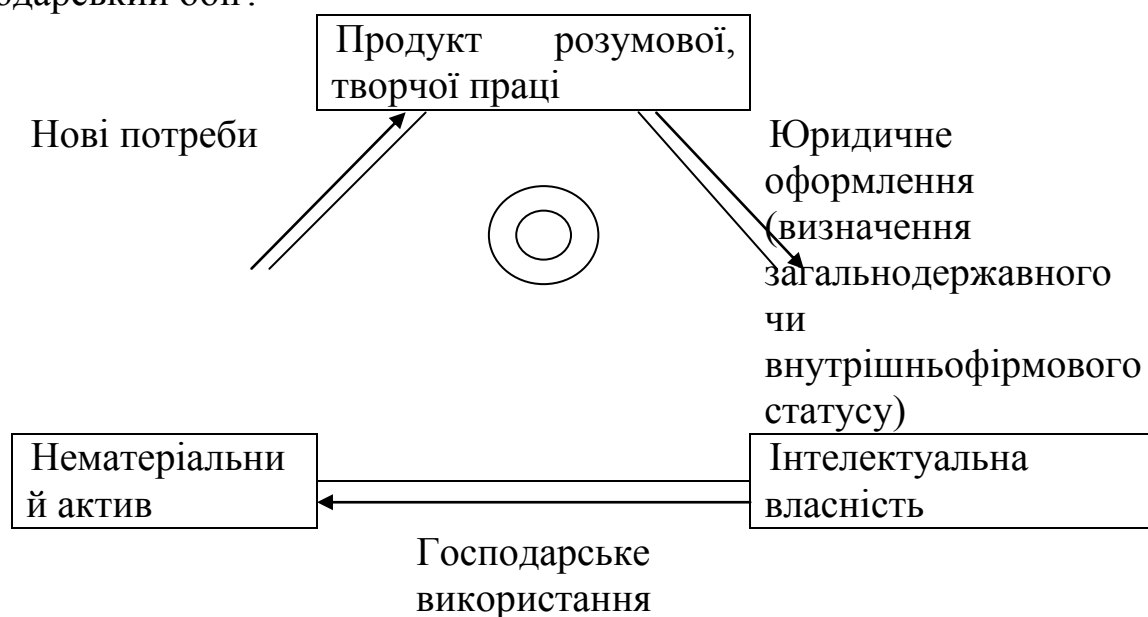 Продукт розумової,
творчої праці
Нові потреби
Юридичне
оформлення
(визначення
загальнодержавного
чи
внутрішньофірмового
статусу)
Нематеріальни
й актив
Інтелектуальна
власність
Господарське
використання